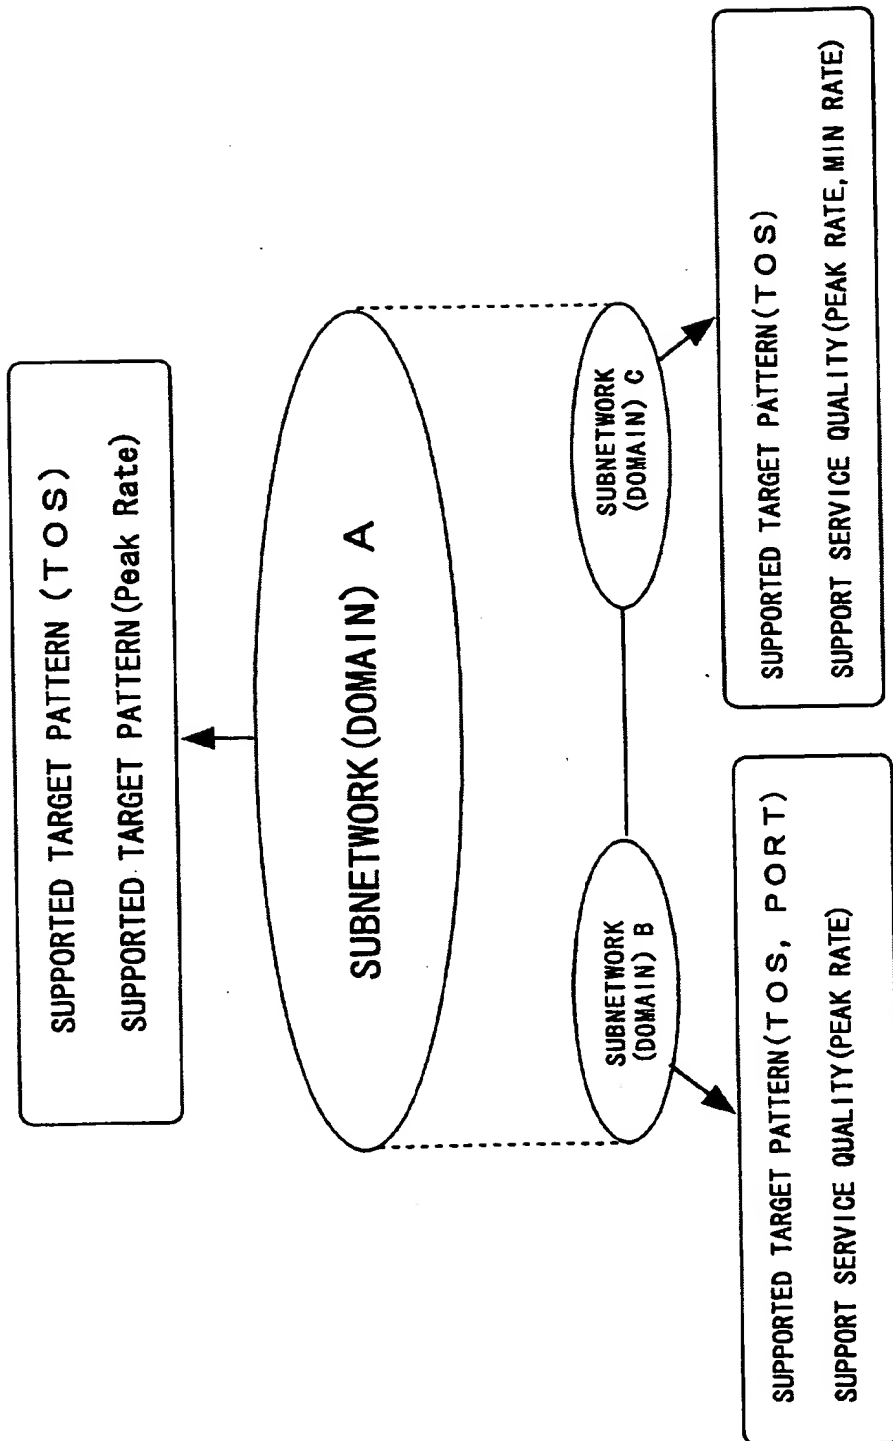 SUPPORTED TARGET PATTERN (TOS)
SUPPORTED TARGET PATTERN(Peak Rate)
SUBNETWORK(DOMAIN) A
SUBNETWORK
(DOMAIN) B
SUBNETWORK
(DOMAIN) C
SUPPORTED TARGET PATTERN(TOS, PORT)
SUPPORT SERVICE QUALITY(PEAK RATE)
SUPPORTED TARGET PATTERN(TOS)
SUPPORT SERVICE QUALITY(PEAK RATE, MIN RATE)